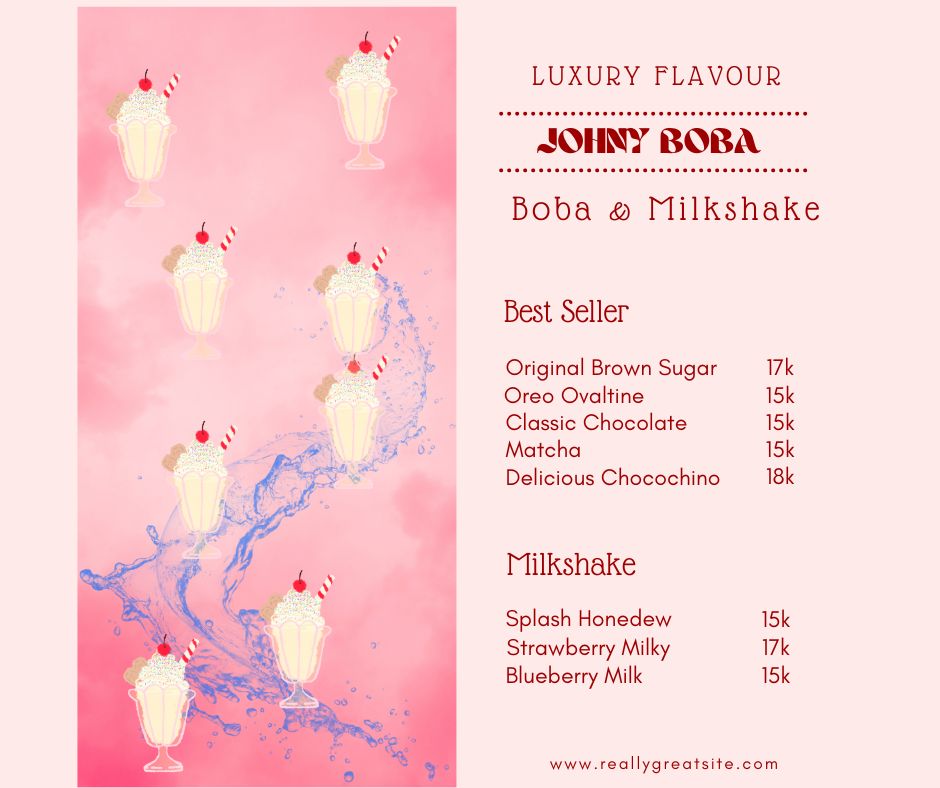 LUXURY FLAVOUR
JOHNY BOBA
Boba & Milkshake
Best Seller
Original Brown Sugar 17k
Oreo Ovaltine 15k
Classic Chocolate 15k
Matcha 15k
Delicious Chocochino 18k
Milkshake
Splash Honedew 15k
Strawberry Milky 17k
Blueberry Milk 15k
www.reallygreatsite.com